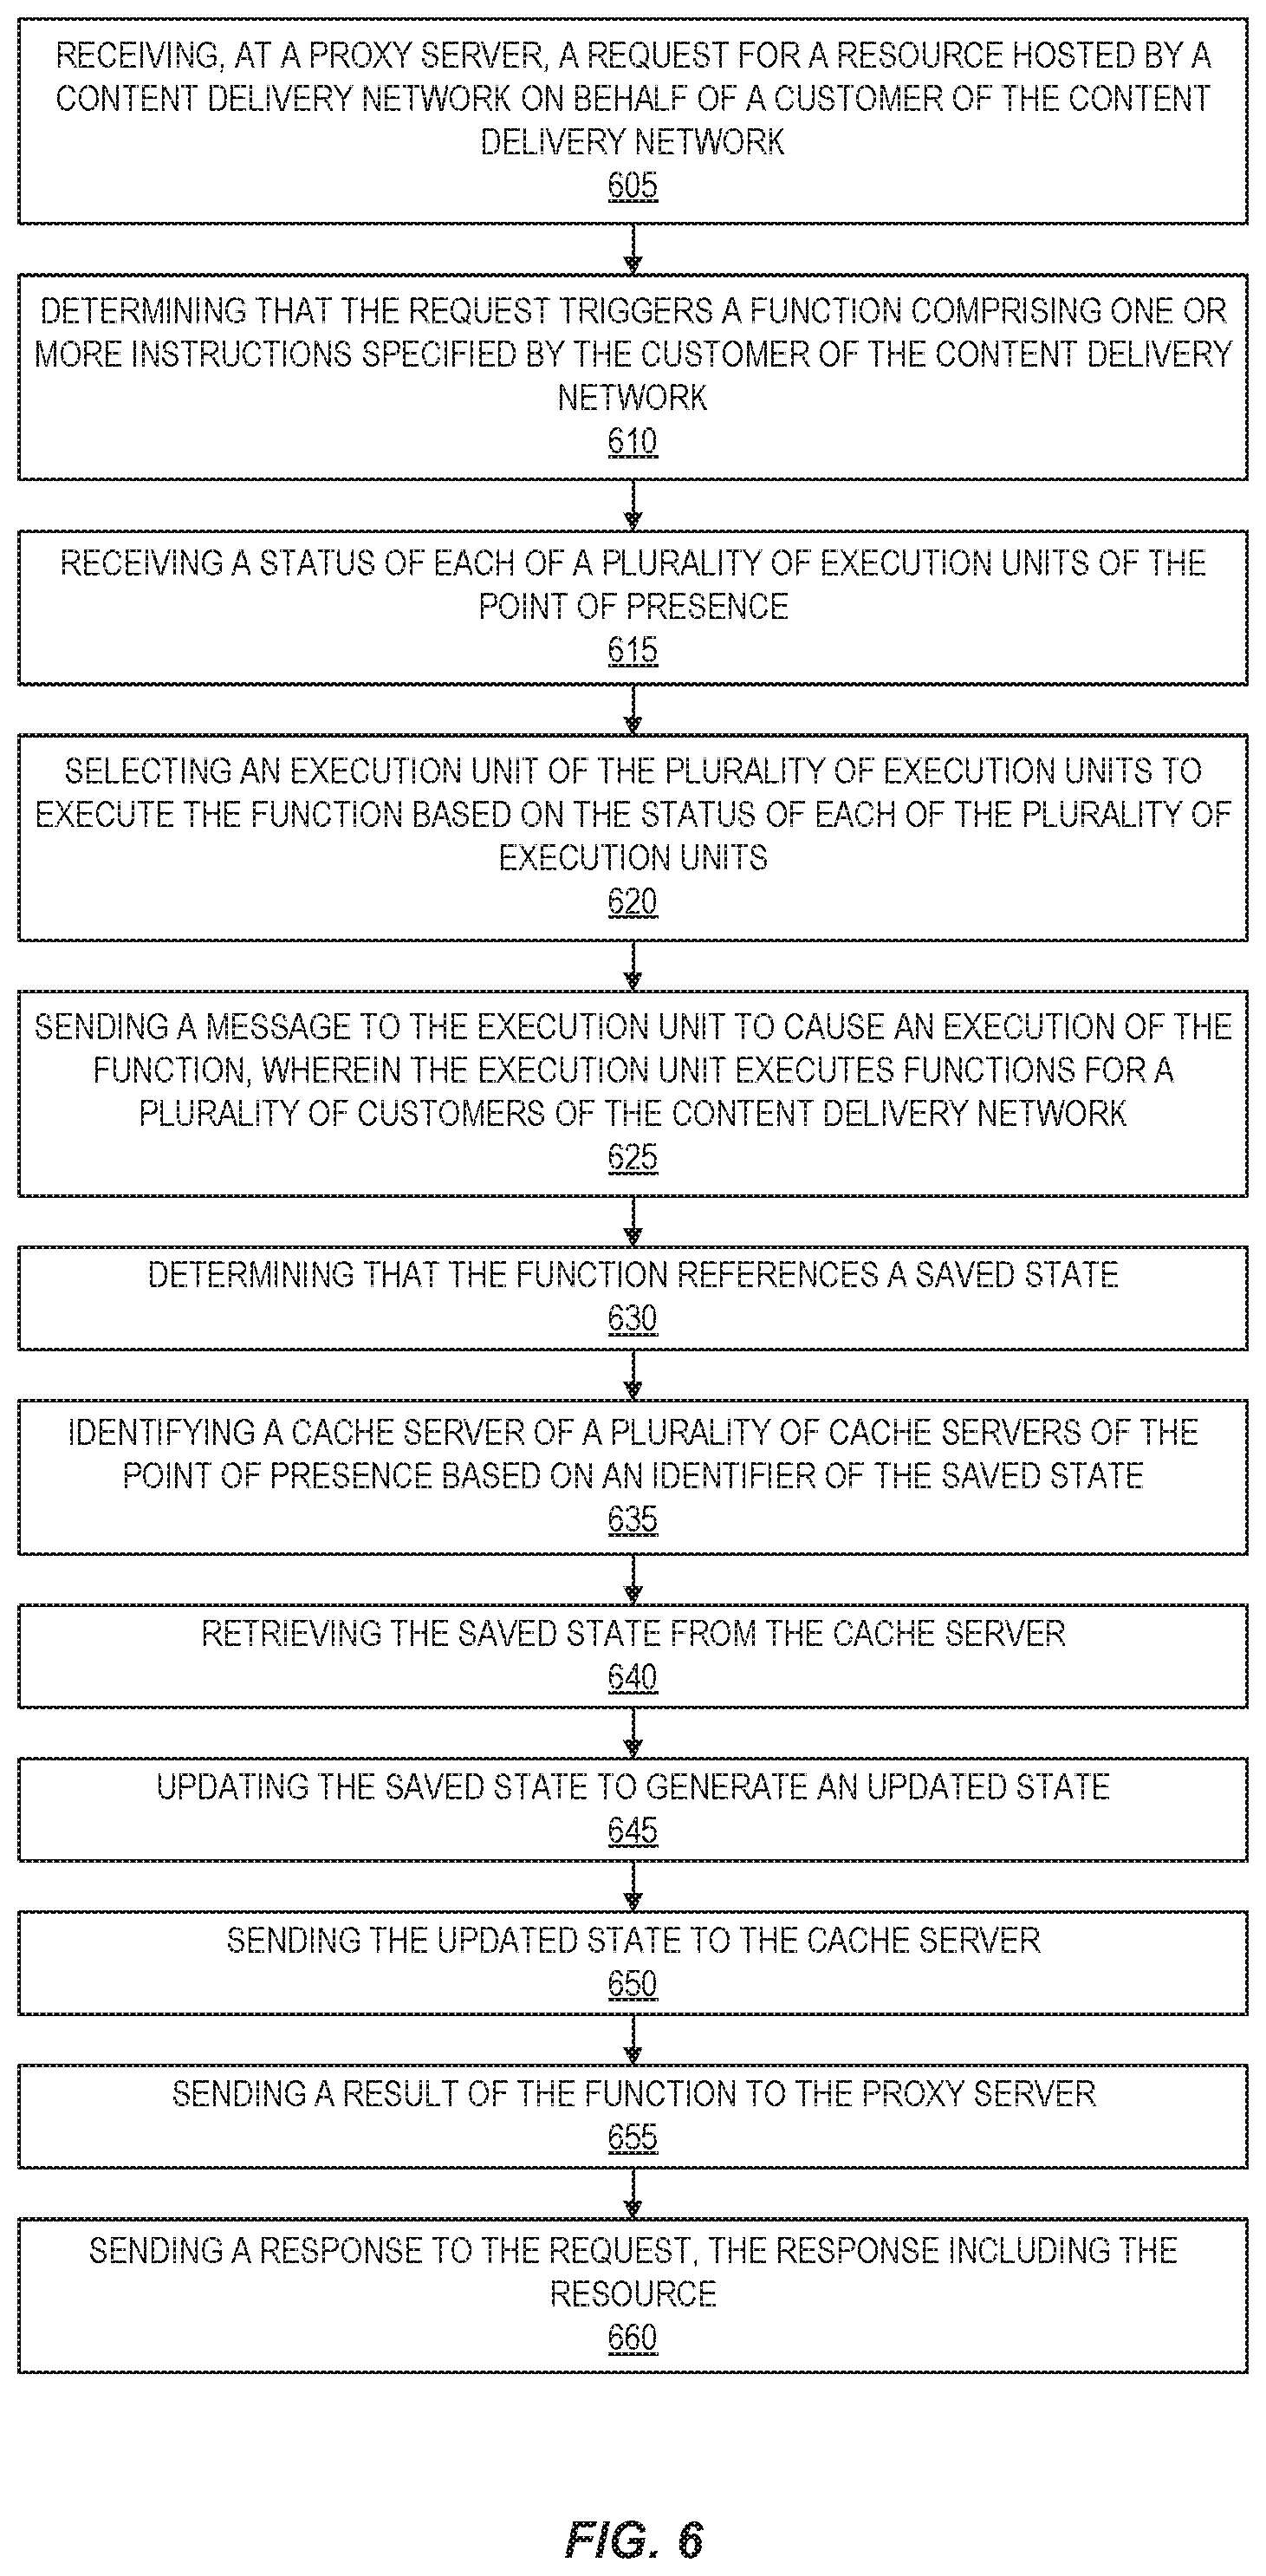 RECEIVING, AT A PROXY SERVER, A REQUEST FOR A RESOURCE HOSTED BY A
CONTENT DELIVERY NETWORK ON BEHALF OF A CUSTOMER OF THE CONTENT
DELIVERY NETWORK
605
DETERMINING THAT THE REQUEST TRIGGERS A FUNCTION COMPRISING ONE OR
MORE INSTRUCTIONS SPECIFIED BY THE CUSTOMER OF THE CONTENT DELIVERY
NETWORK
610
RECEIVING A STATUS OF EACH OF A PLURALITY OF EXECUTION UNITS OF THE
POINT OF PRESENCE
615
SELECTING AN EXECUTION UNIT OF THE PLURALITY OF EXECUTION UNITS TO
EXECUTE THE FUNCTION BASED ON THE STATUS OF EACH OF THE PLURALITY OF
EXECUTION UNITS
620
SENDING A MESSAGE TO THE EXECUTION UNIT TO CAUSE AN EXECUTION OF THE
FUNCTION, WHEREIN THE EXECUTION UNIT EXECUTES FUNCTIONS FOR A
PLURALITY OF CUSTOMERS OF THE CONTENT DELIVERY NETWORK
625
DETERMINING THAT THE FUNCTION REFERENCES A SAVED STATE
630
IDENTIFYING A CACHE SERVER OF A PLURALITY OF CACHE SERVERS OF THE
POINT OF PRESENCE BASED ON AN IDENTIFIER OF THE SAVED STATE
635
RETRIEVING THE SAVED STATE FROM THE CACHE SERVER
640
UPDATING THE SAVED STATE TO GENERATE AN UPDATED STATE
645
SENDING THE UPDATED STATE TO THE CACHE SERVER
650
SENDING A RESULT OF THE FUNCTION TO THE PROXY SERVER
655
SENDING A RESPONSE TO THE REQUEST, THE RESPONSE INCLUDING THE
RESOURCE
660
FIG. 6